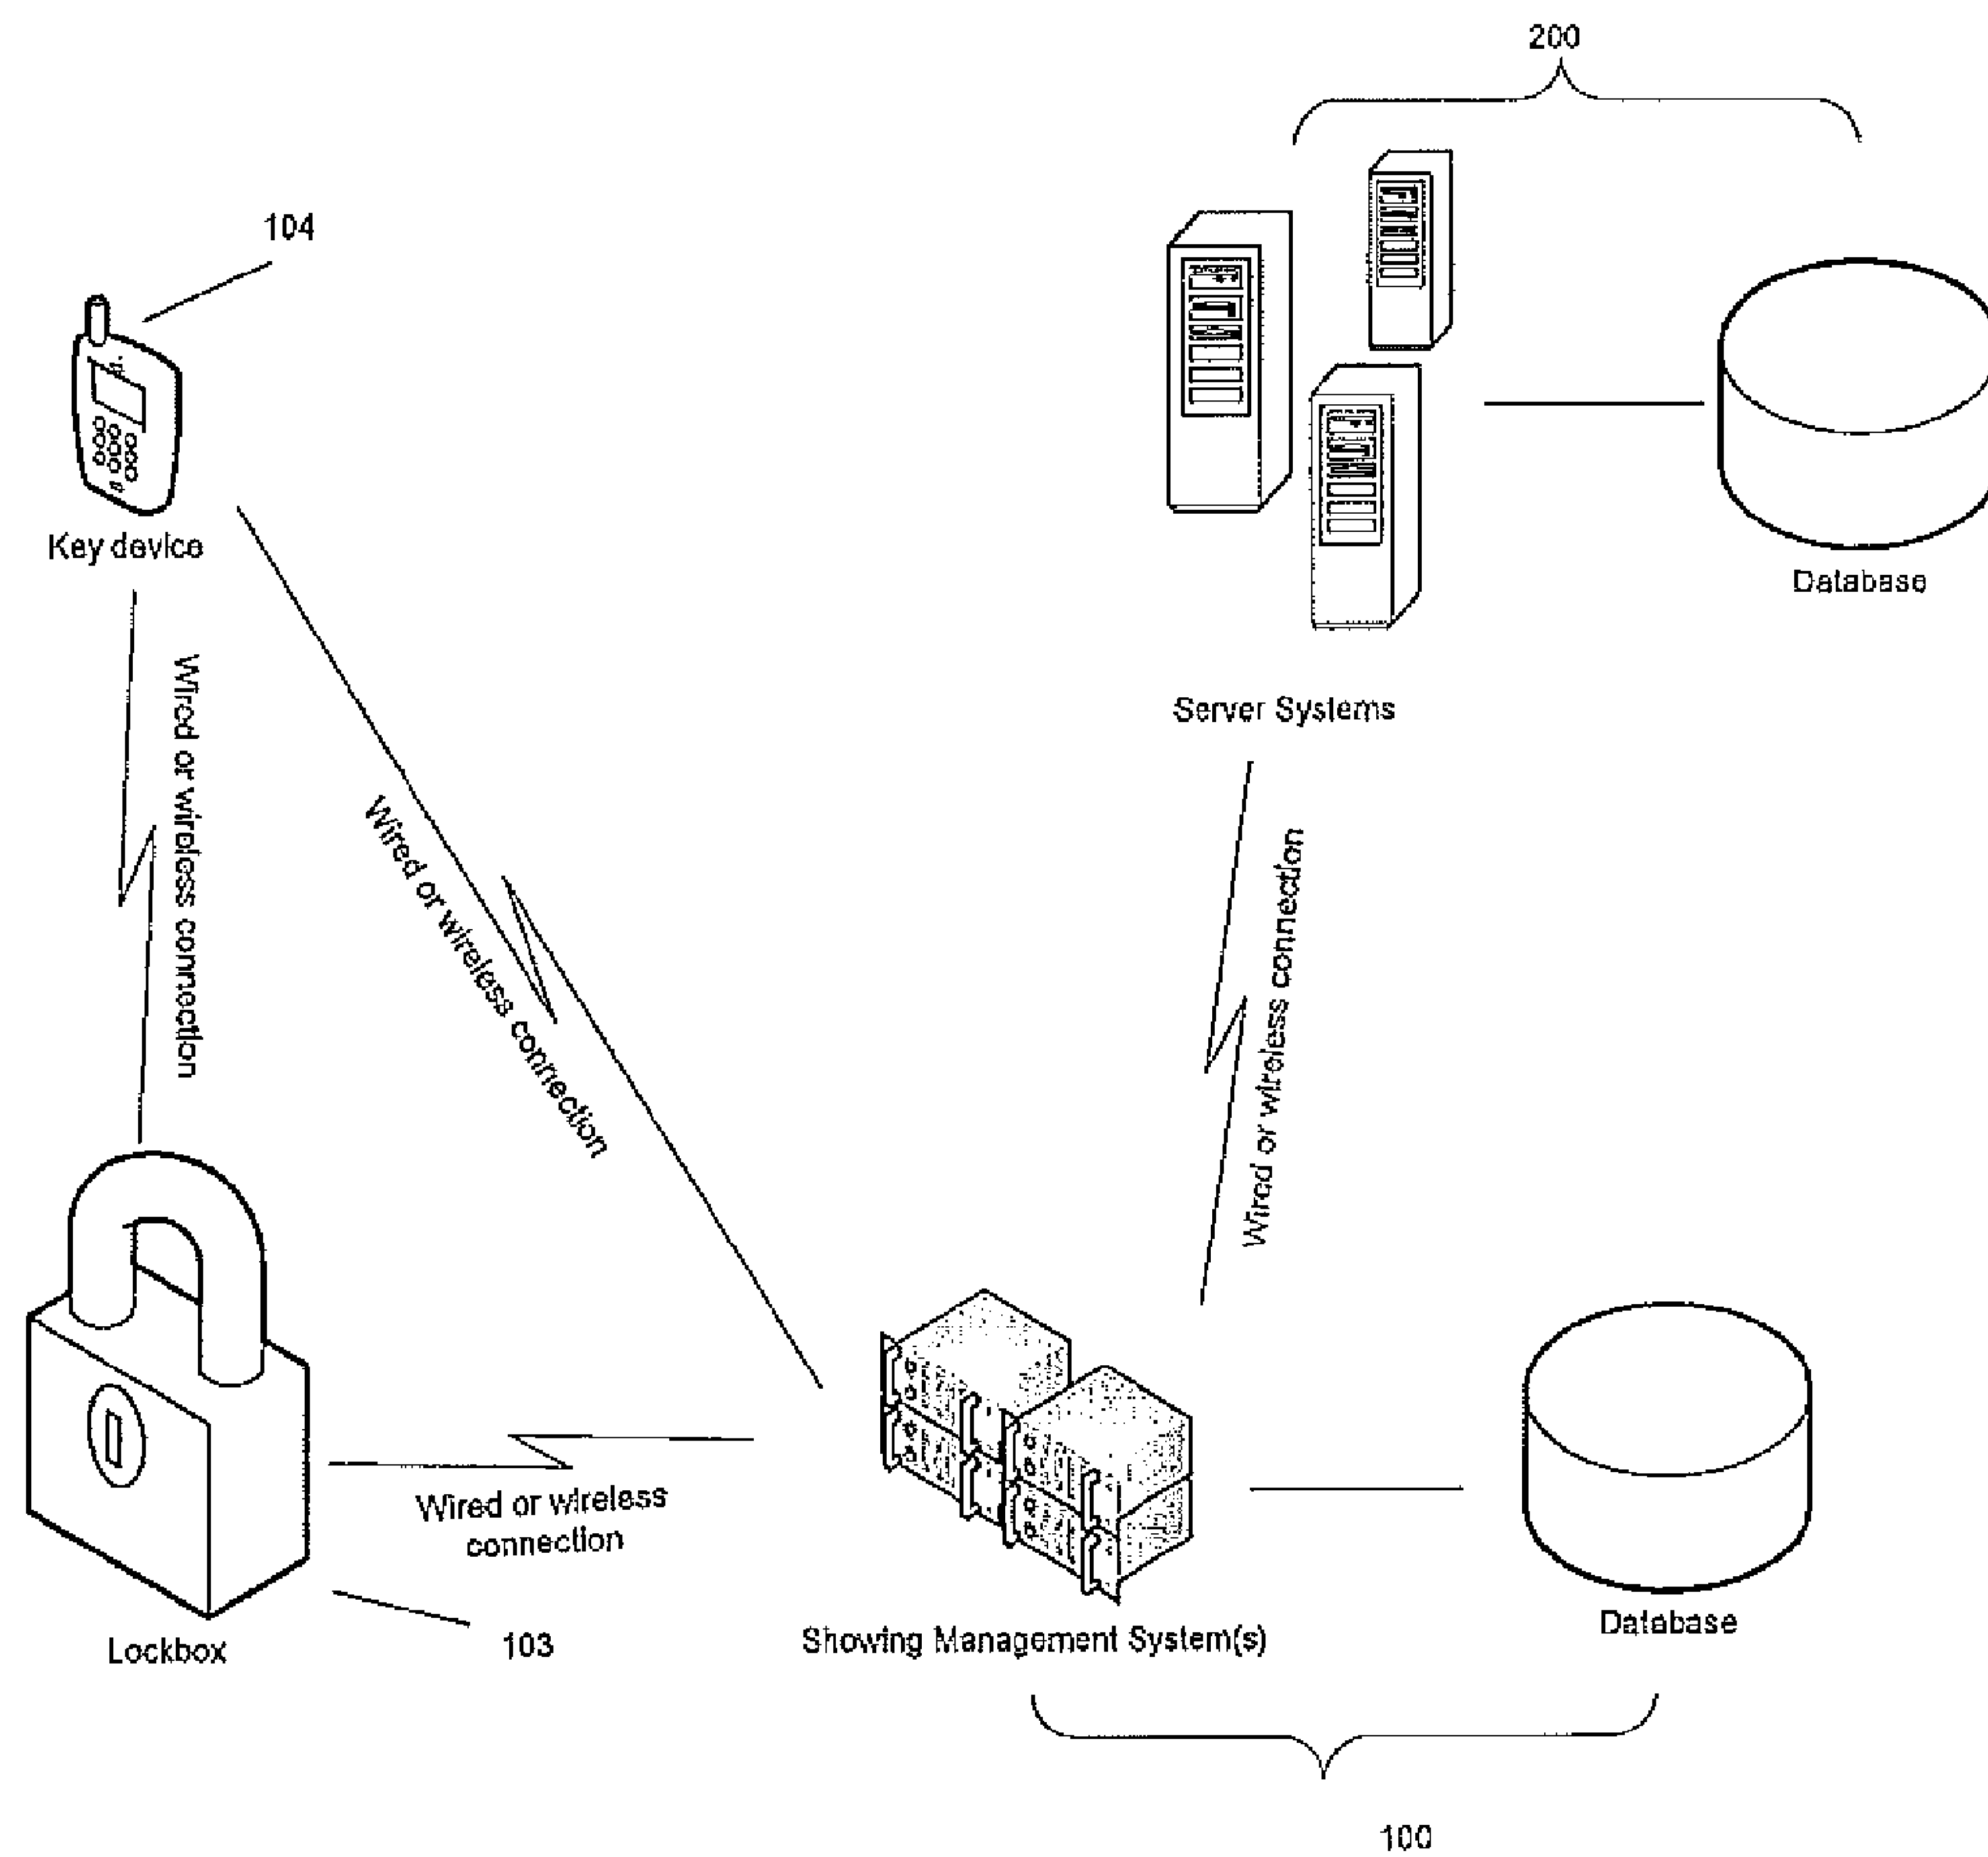 200
104
Key device
Database
Server Systems
Wired or wireless connection
Wired or wireless connection
Wired or wireless connection
Wired or wireless
connection
Lockbox
103
Showing Management System(s)
Database
100